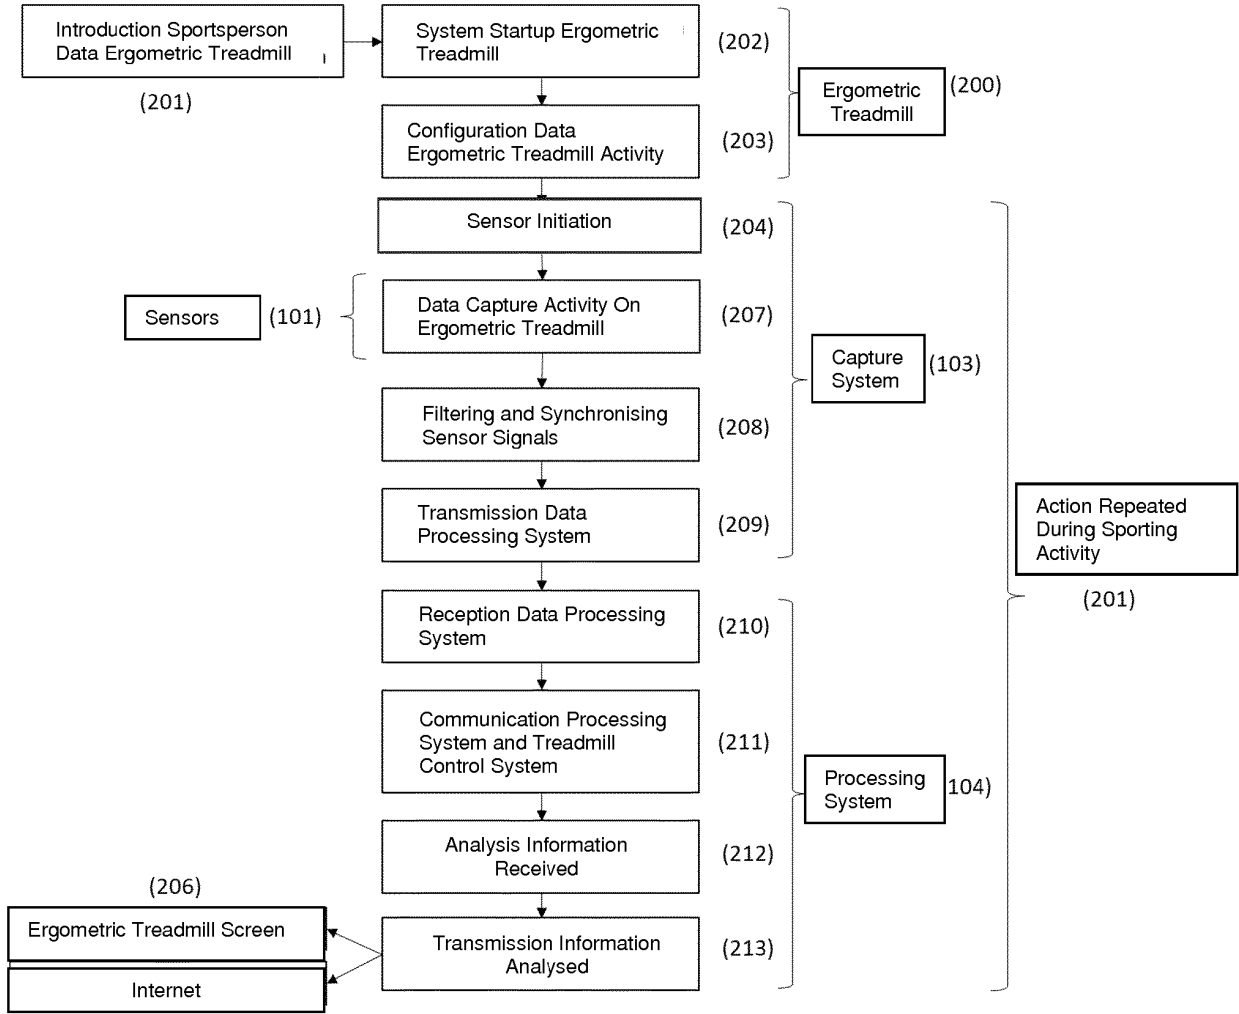 Introduction Sportsperson
Data Ergometric Treadmill
(201)
System Startup Ergometric
Treadmill
(202)
Ergometric
Treadmill
(200)
Configuration Data
Ergometric Treadmill Activity
(203)
Sensor Initiation
(204)
Sensors
(101)
Data Capture Activity On
Ergometric Treadmill
(207)
Capture
System
(103)
Filtering and Synchronising
Sensor Signals
(208)
Transmission Data
Processing System
(209)
Action Repeated
During Sporting
Activity
(201)
Reception Data Processing
System
(210)
Communication Processing
System and Treadmill
Control System
(211)
Processing
System
104)
Analysis Information
Received
(212)
(206)
Ergometric Treadmill Screen
Internet
Transmission Information
Analysed
(213)